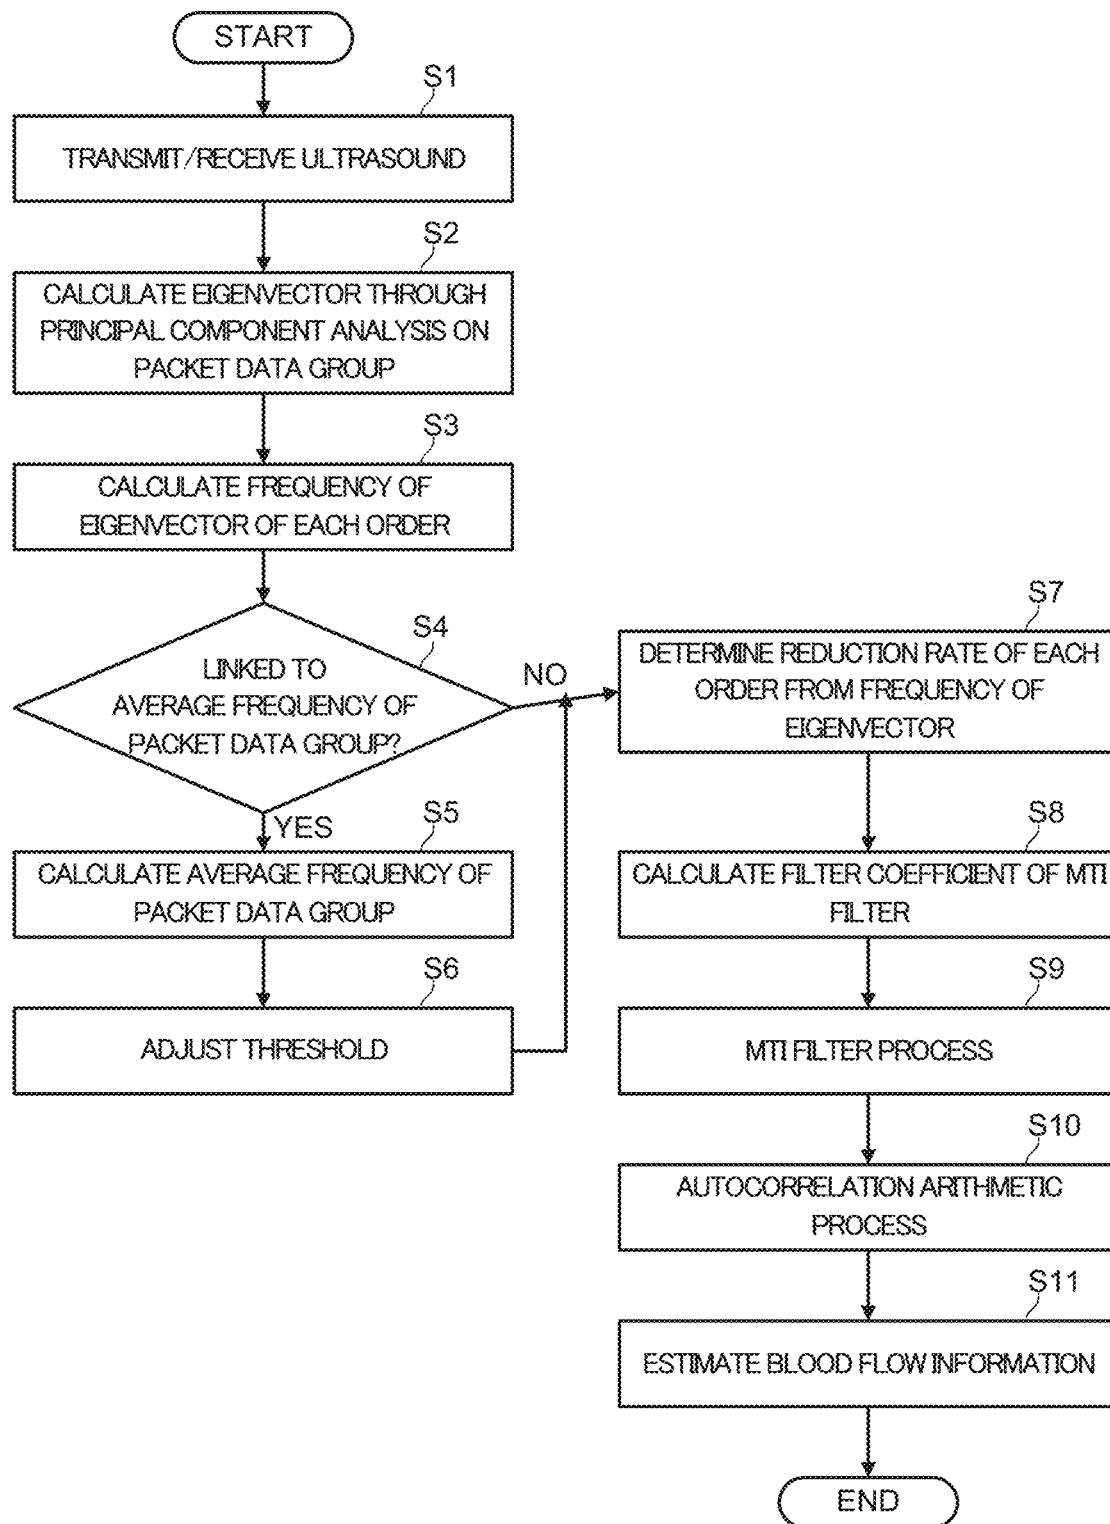 START
S1
TRANSMIT/RECEIVE ULTRASOUND
S2
CALCULATE EIGENVECTOR THROUGH
PRINCIPAL COMPONENT ANALYSIS ON
PACKET DATA GROUP
S3
CALCULATE FREQUENCY OF
EIGENVECTOR OF EACH ORDER
S4
LINKED TO
AVERAGE FREQUENCY OF
PACKET DATA GROUP?
NO
YES
S5
CALCULATE AVERAGE FREQUENCY OF
PACKET DATA GROUP
S6
ADJUST THRESHOLD
S7
DETERMINE REDUCTION RATE OF EACH
ORDER FROM FREQUENCY OF
EIGENVECTOR
S8
CALCULATE FILTER COEFFICIENT OF MTI
FILTER
S9
MTI FILTER PROCESS
S10
AUTOCORRELATION ARITHMETIC
PROCESS
S11
ESTIMATE BLOOD FLOW INFORMATION
END